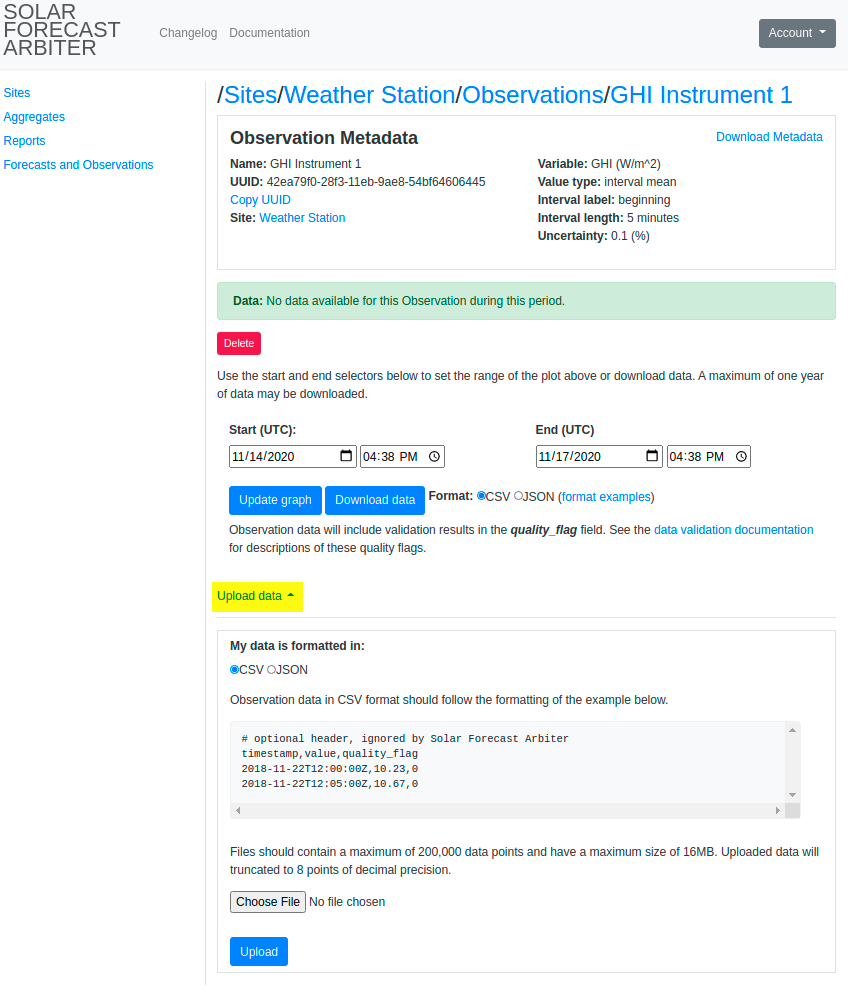 SOLAR
FORECAST
ARBITER
Changelog Documentation
Account
Sites
Aggregates
Reports
Forecasts and Observations
/Sites/Weather Station/Observations/GHI Instrument 1
Observation Metadata
Download Metadata
Name: GHI Instrument 1
UUID: 42ea79f0-28f3-11eb-9ae8-54bf64606445
Copy UUID
Site: Weather Station
Variable: GHI (W/m^2)
Value type: interval mean
Interval label: beginning
Interval length: 5 minutes
Uncertainty: 0.1 (%)
Data: No data available for this Observation during this period.
Delete
Use the start and end selectors below to set the range of the plot above or download data. A maximum of one year
of data may be downloaded.
Start (UTC):
11/14/2020 04:38 PM
End (UTC)
11/17/2020 04:38 PM
Update graph Download data Format: CSV JSON (format examples)
Observation data will include validation results in the quality_flag field. See the data validation documentation
for descriptions of these quality flags.
Upload data
My data is formatted in:
CSV JSON
Observation data in CSV format should follow the formatting of the example below.
# optional header, ignored by Solar Forecast Arbiter
timestamp,value,quality_flag
2018-11-22T12:00:00Z,10.23,0
2018-11-22T12:05:00Z,10.67,0
Files should contain a maximum of 200,000 data points and have a maximum size of 16MB. Uploaded data will
truncated to 8 points of decimal precision.
Choose File No file chosen
Upload